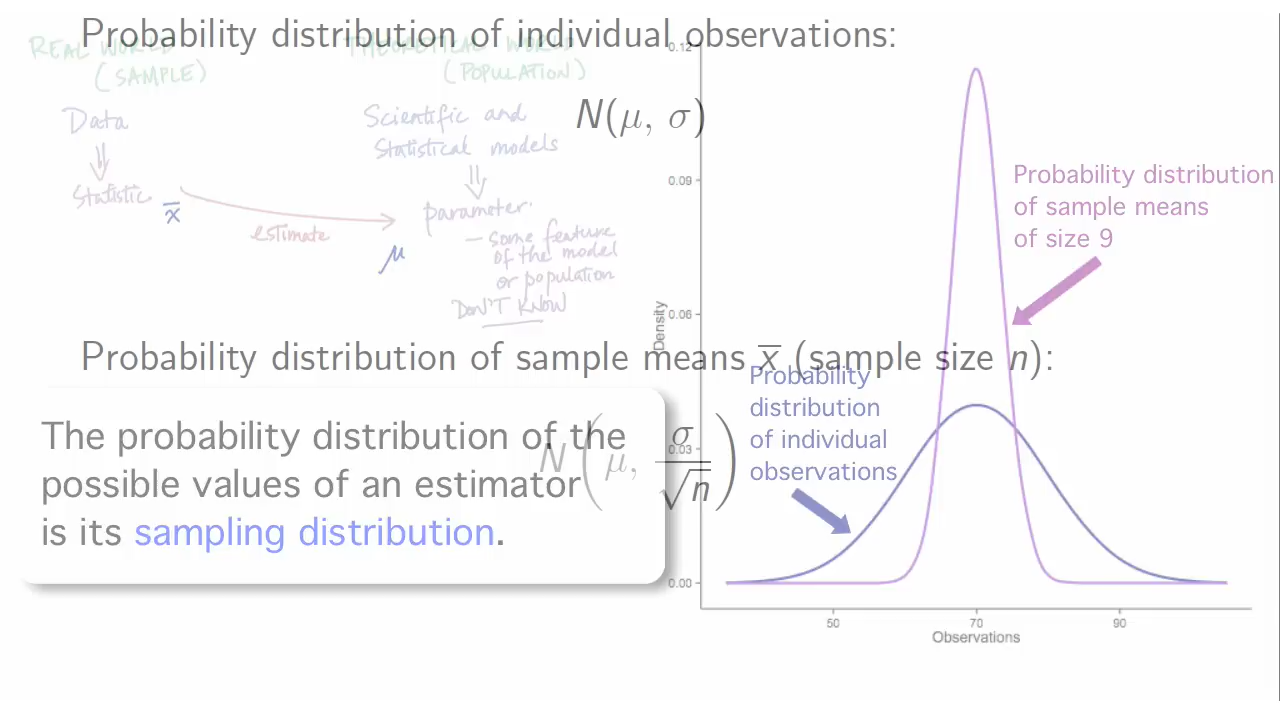 Probability distribution of individual observations:
REAL WORLD
(SAMPLE)
THEORETICAL WORLD
(POPULATION)
N(μ, σ)
Data
Scientific and
Statistical models
Statistic
x̅
estimate
parameter.
μ
– some feature
of the model
or population
DON'T KNOW
Probability distribution of sample means x̅ (sample size n):
N(μ, σ/√n)
The probability distribution of the
possible values of an estimator
is its sampling distribution.
0.12
0.09
0.06
0.03
0.00
Density
Probability distribution
of sample means
of size 9
Probability
distribution
of individual
observations
50 70 90
Observations